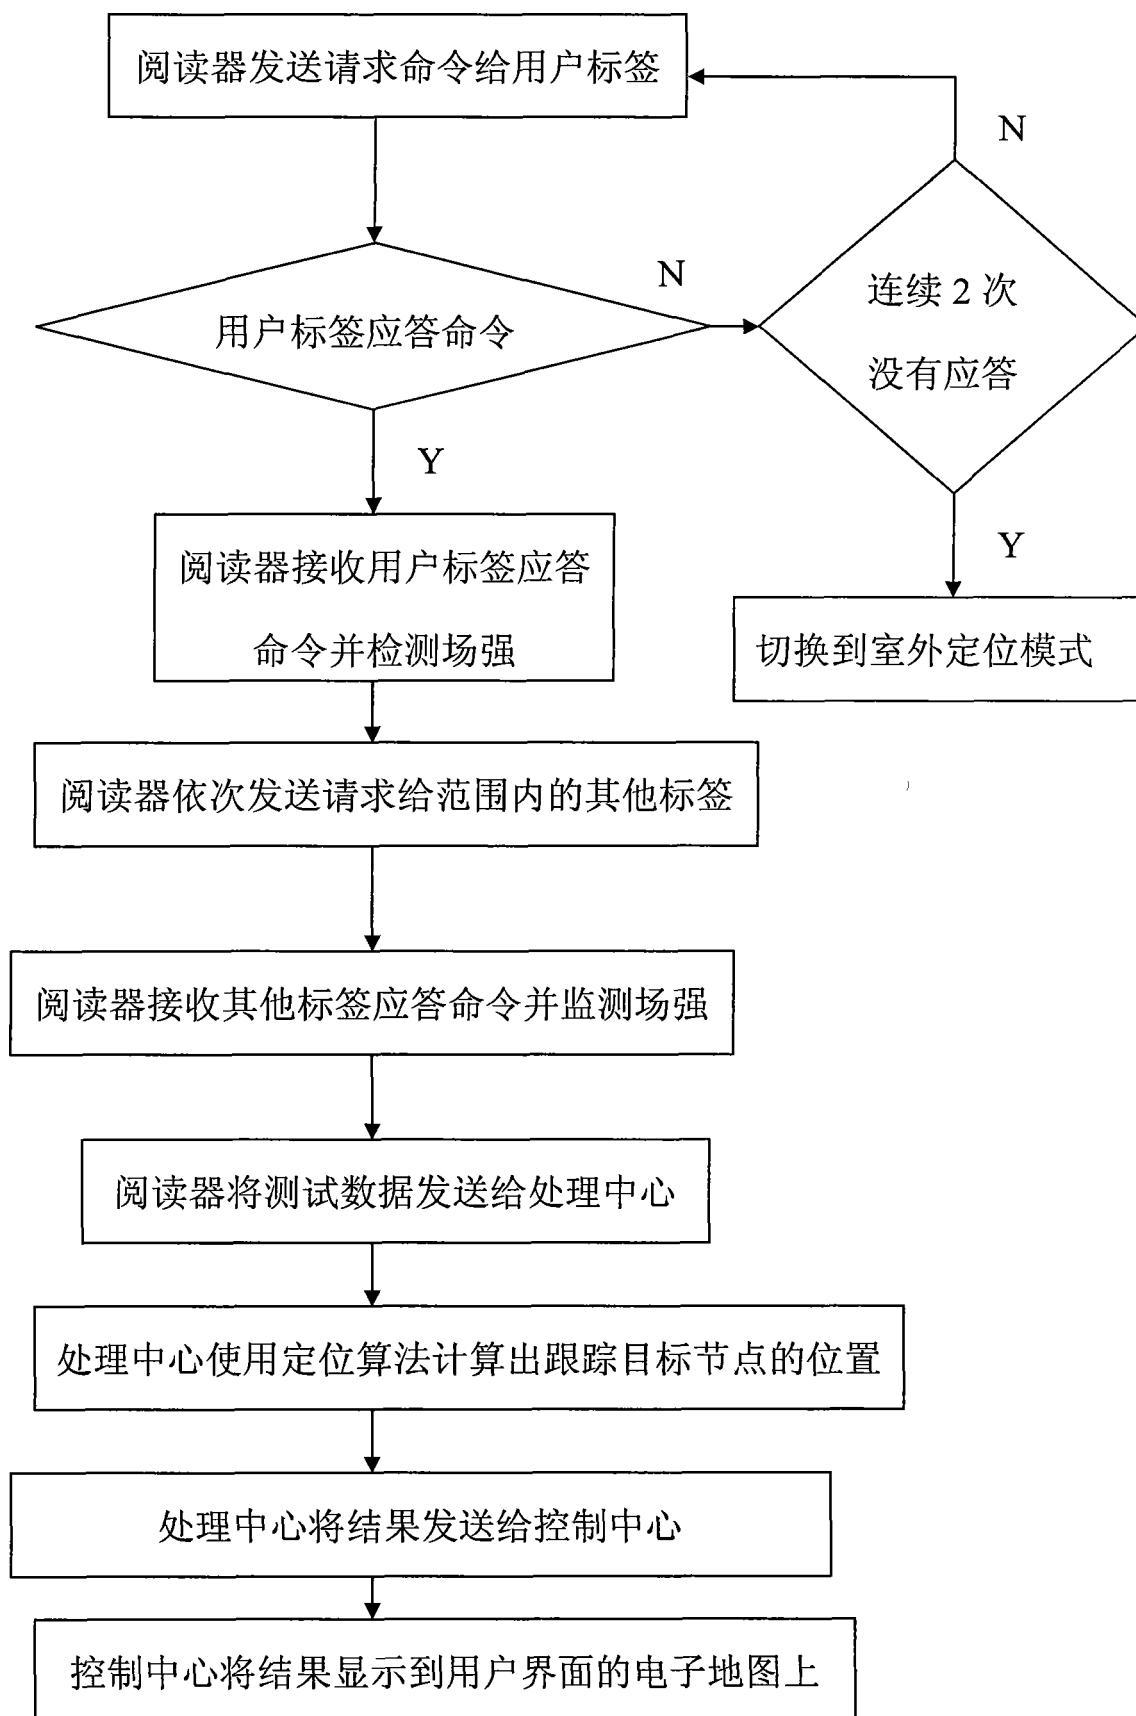 阅读器发送请求命令给用户标签
N
用户标签应答命令
N
连续 2 次
没有应答
Y
Y
阅读器接收用户标签应答
命令并检测场强
切换到室外定位模式
阅读器依次发送请求给范围内的其他标签
阅读器接收其他标签应答命令并监测场强
阅读器将测试数据发送给处理中心
处理中心使用定位算法计算出跟踪目标节点的位置
处理中心将结果发送给控制中心
控制中心将结果显示到用户界面的电子地图上